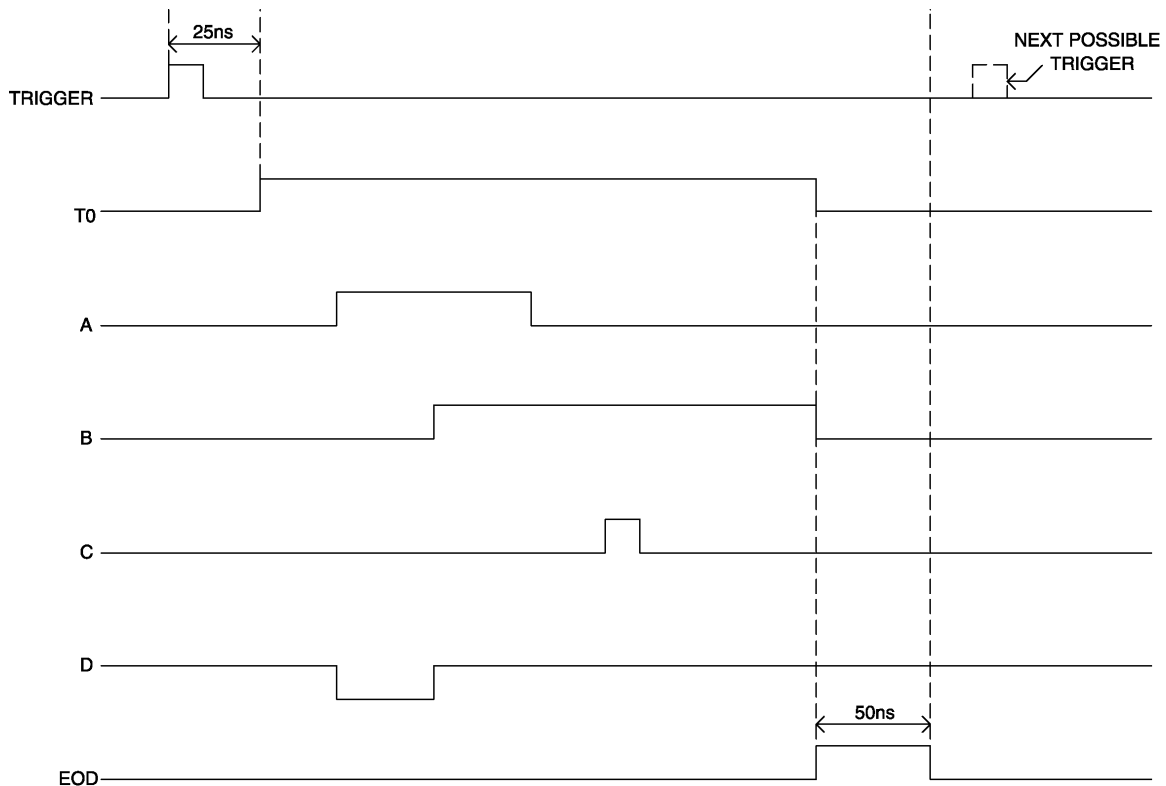 25ns
NEXT POSSIBLE
TRIGGER
TRIGGER
T0
A
B
C
D
50ns
EOD